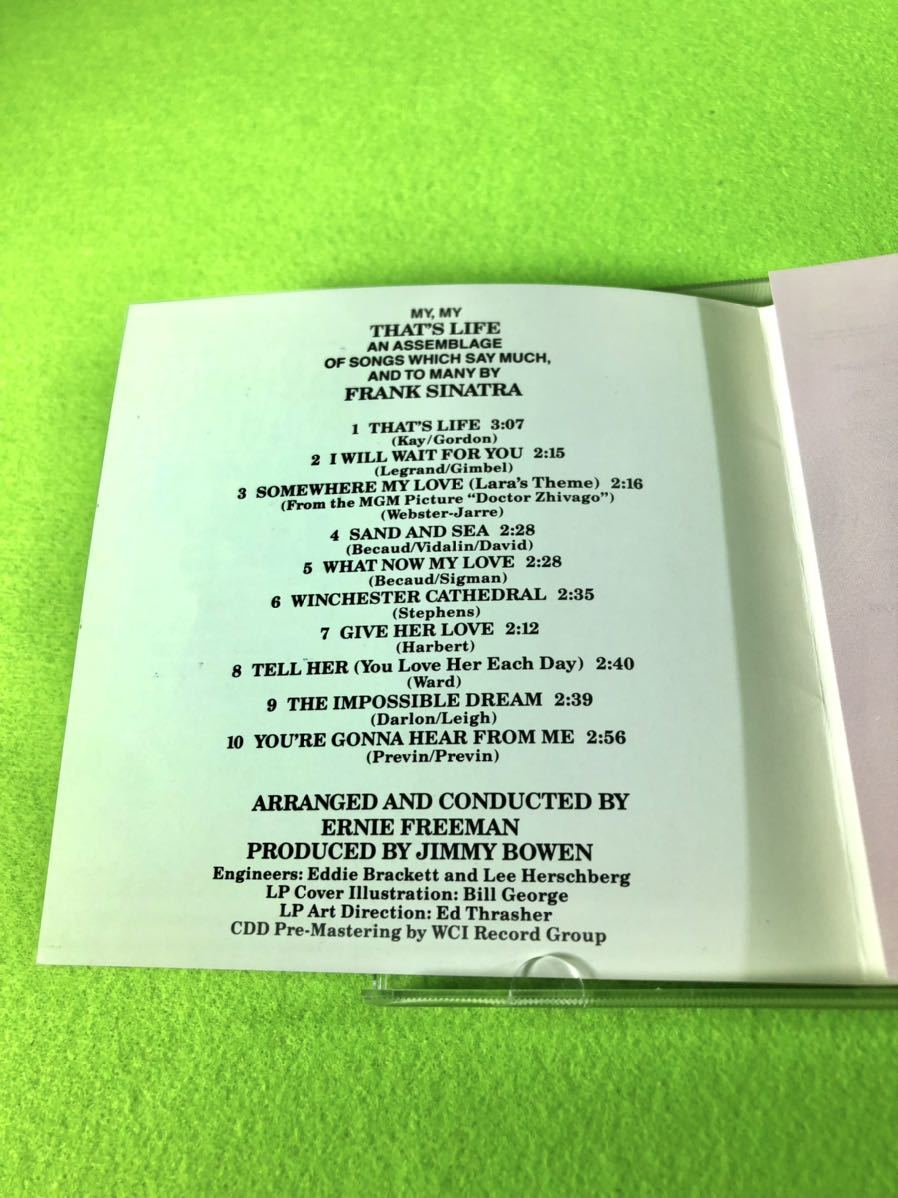 MY, MY
THAT'S LIFE
AN ASSEMBLAGE
OF SONGS WHICH SAY MUCH,
AND TO MANY BY
FRANK SINATRA
1 THAT'S LIFE 3:07
(Kay/Gordon)
2 I WILL WAIT FOR YOU 2:15
(Legrand/Gimbel)
3 SOMEWHERE MY LOVE (Lara's Theme) 2:16
(From the MGM Picture "Doctor Zhivago")
(Webster-Jarre)
4 SAND AND SEA 2:28
(Becaud/Vidalin/David)
5 WHAT NOW MY LOVE 2:28
(Becaud/Sigman)
6 WINCHESTER CATHEDRAL 2:35
(Stephens)
7 GIVE HER LOVE 2:12
(Harbert)
8 TELL HER (You Love Her Each Day) 2:40
(Ward)
9 THE IMPOSSIBLE DREAM 2:39
(Darlon/Leigh)
10 YOU'RE GONNA HEAR FROM ME 2:56
(Previn/Previn)
ARRANGED AND CONDUCTED BY
ERNIE FREEMAN
PRODUCED BY JIMMY BOWEN
Engineers: Eddie Brackett and Lee Herschberg
LP Cover Illustration: Bill George
LP Art Direction: Ed Thrasher
CDD Pre-Mastering by WCI Record Group